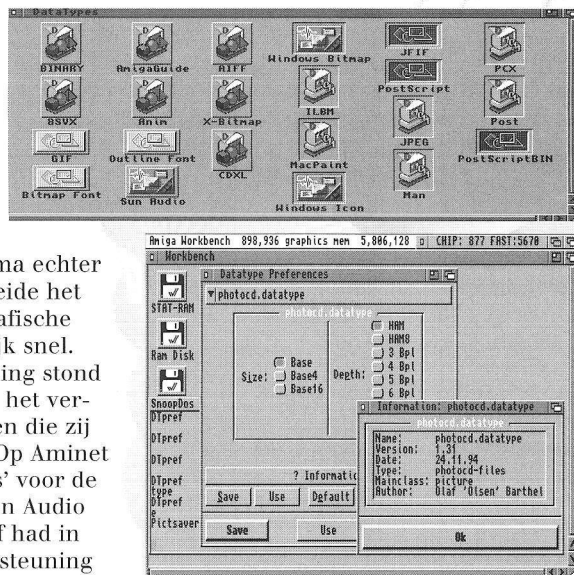 DataTypes
BINARY
AmigaGuide
AIFF
Windows Bitmap
JFIF
PCX
8SVX
Anim
X-Bitmap
ILBM
PostScript
Post
GIF
Outline Font
CDXL
MacPaint
JPEG
PostScriptBIN
Bitmap Font
Sun Audio
Windows Icon
Man
ma echter
eide het
afische
jk snel.
ing stond
het ver-
en die zij
Op Aminet
s' voor de
n Audio
f had in
steuning
Amiga Workbench 898,936 graphics mem 5,806,128 CHIP: 877 FAST:5670
Workbench
STAT-RAM
Ram Disk
SnoopDos
DTpref
DTpref
DTpref
DTpref
type
DTpref
e
Pictsaver
Datatype Preferences
photocd.datatype
photocd.datatype
Size:
Base
Base4
Base16
Depth:
HAM
HAM8
3 Bpl
4 Bpl
5 Bpl
6 Bpl
? Informatio
Save Use Default
Save Use
Information: photocd.datatype
photocd.datatype
Name: photocd.datatype
Version: 1.31
Date: 24.11.94
Type: photocd-files
Mainclass: picture
Author: Olaf 'Olsen' Barthel
Ok